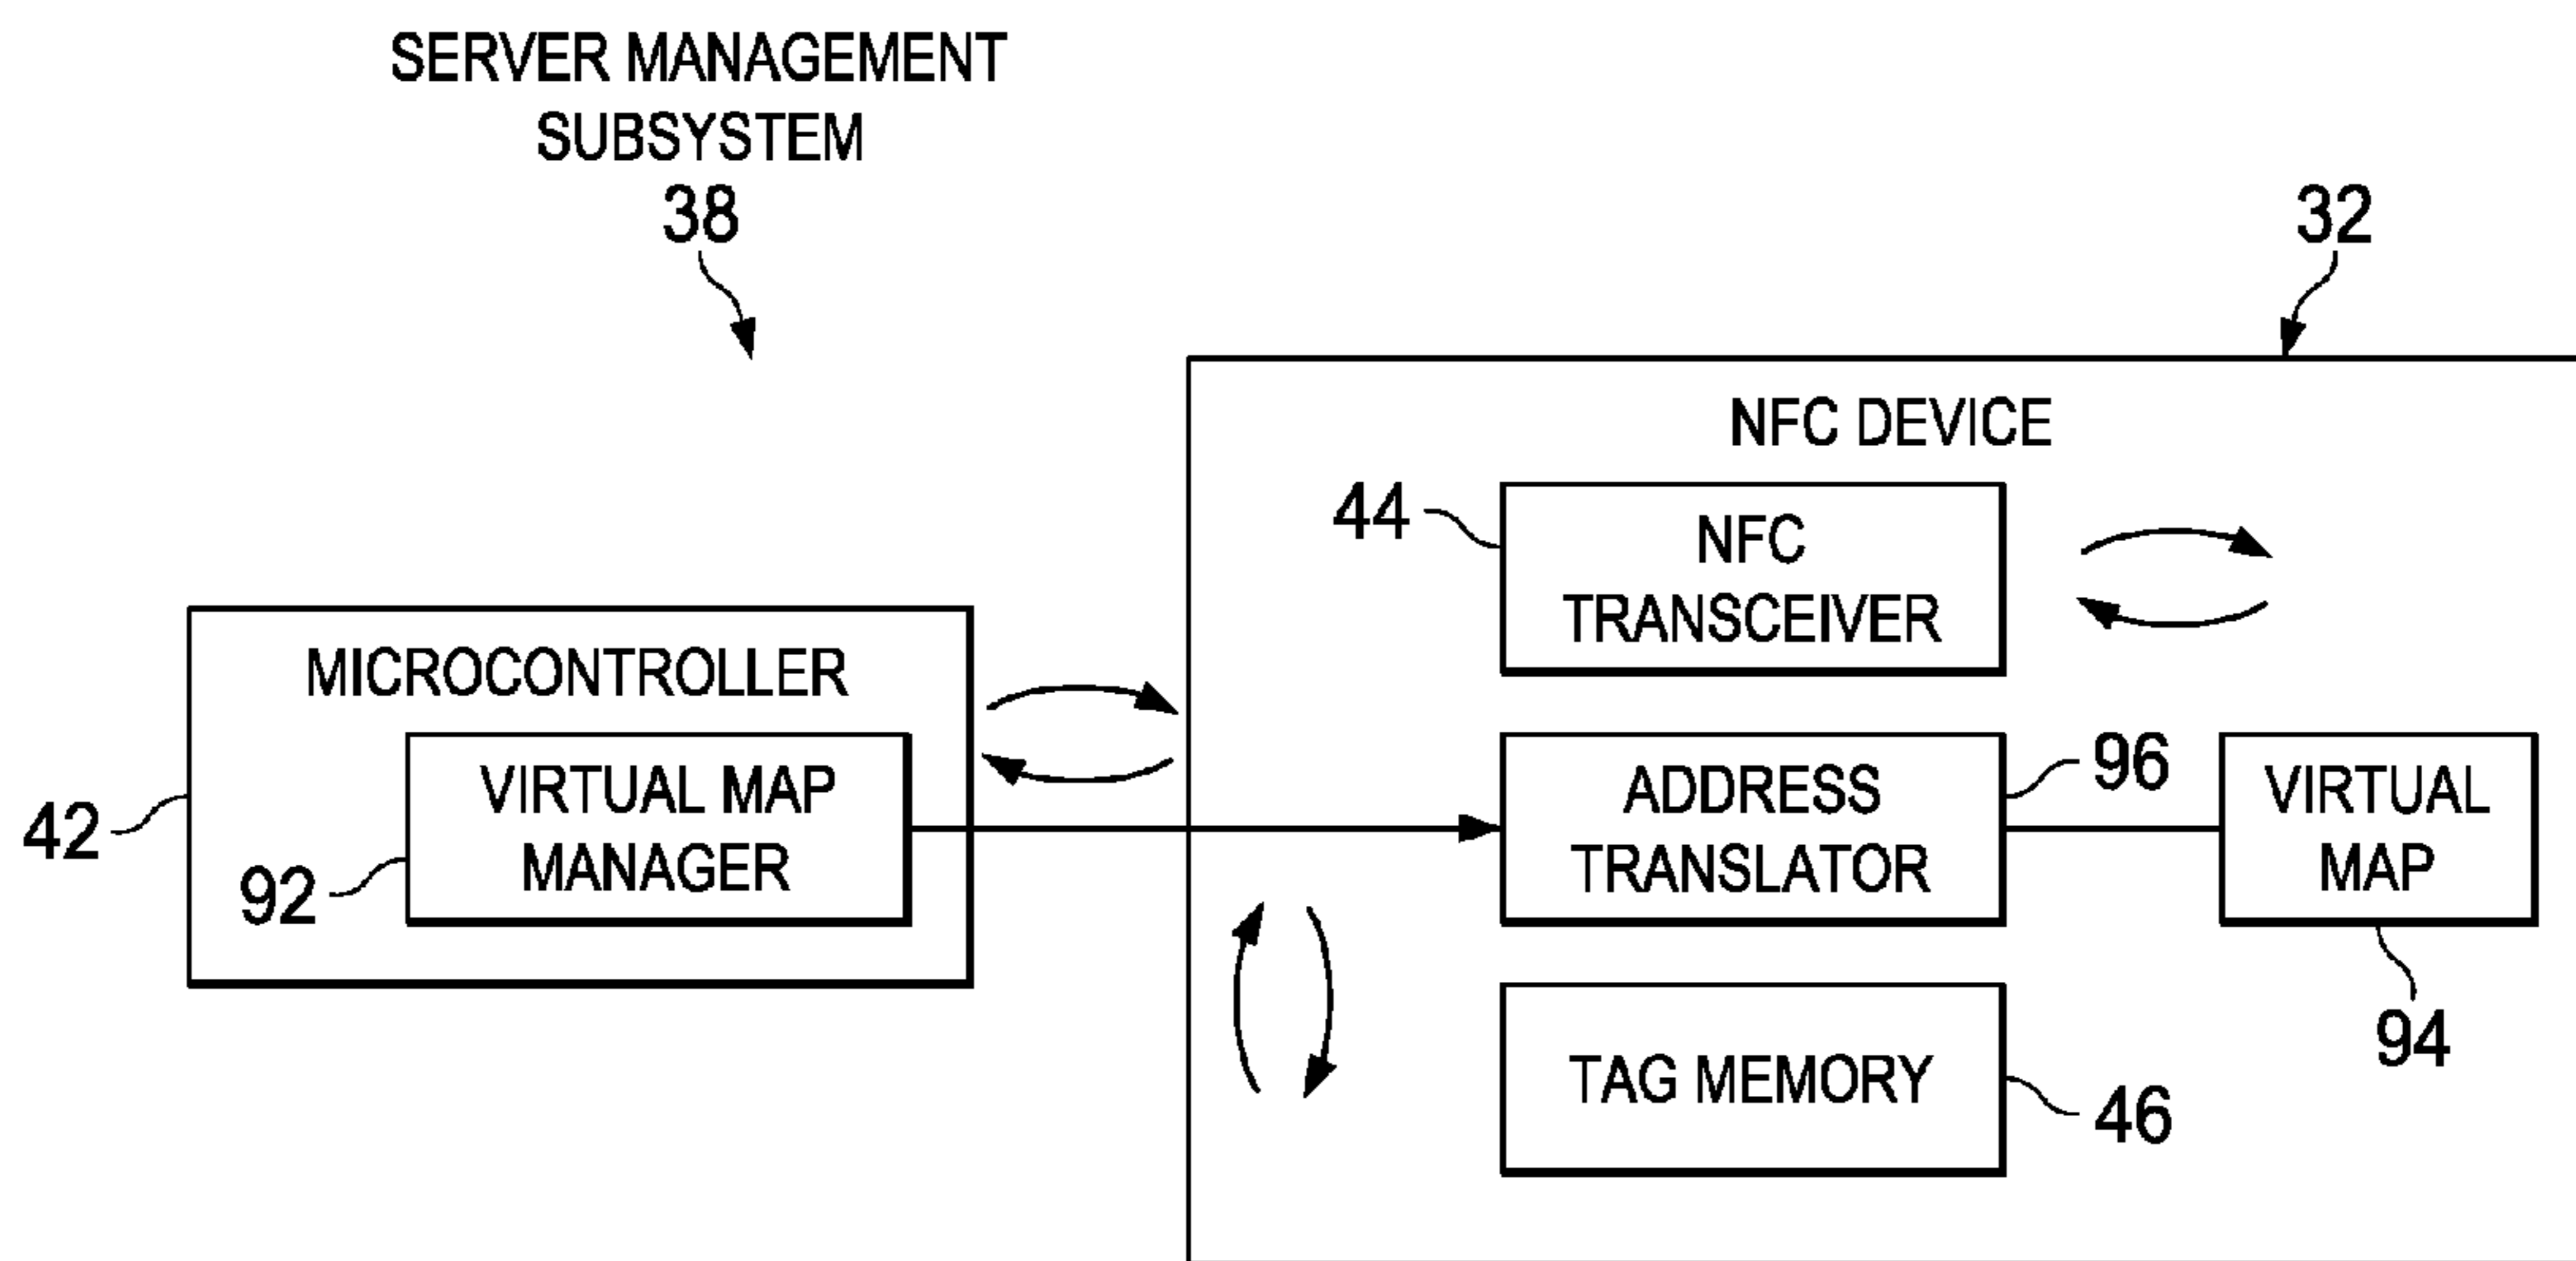 SERVER MANAGEMENT
SUBSYSTEM
38
32
NFC DEVICE
44
NFC
TRANSCEIVER
MICROCONTROLLER
VIRTUAL MAP
MANAGER
42
92
ADDRESS
TRANSLATOR
96
VIRTUAL
MAP
94
TAG MEMORY
46